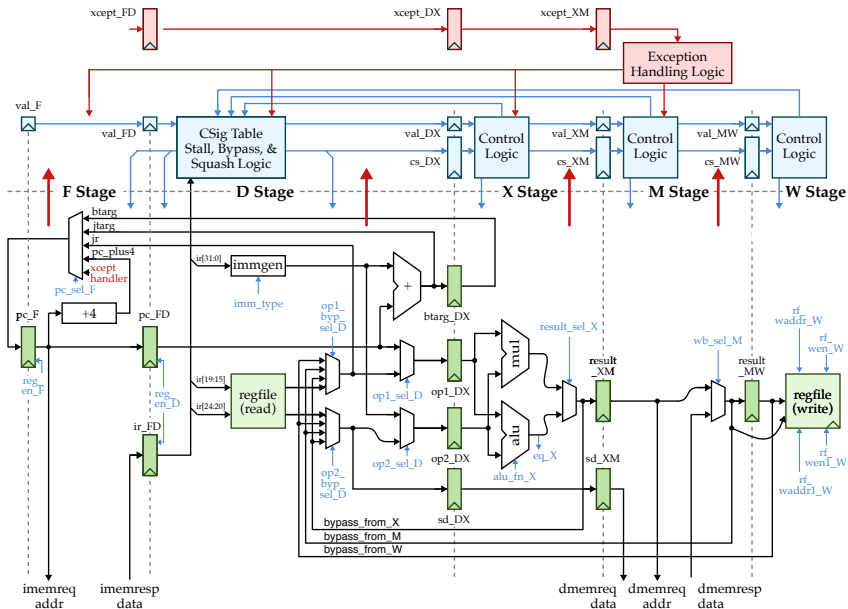 xcept_FD
xcept_DX
xcept_XM
Exception
Handling Logic
val_F
val_FD
CSig Table
Stall, Bypass, &
Squash Logic
val_DX
cs_DX
Control
Logic
val_XM
cs_XM
Control
Logic
val_MW
cs_MW
Control
Logic
F Stage
D Stage
X Stage
M Stage
W Stage
btarg
jtarg
jr
pc_plus4
xcept
handler
pc_sel_F
+4
pc_F
reg_
en_F
pc_FD
reg_
en_D
ir_FD
ir[31:0]
immgen
imm_type
+
btarg_DX
ir[19:15]
ir[24:20]
regfile
(read)
op1_
byp_
sel_D
op1_sel_D
op1_DX
op2_
byp_
sel_D
op2_sel_D
op2_DX
sd_DX
mul
alu
alu_fn_X
eq_X
result_sel_X
result
_XM
sd_XM
wb_sel_M
result
_MW
rf_
waddr_W
rf_
wen_W
regfile
(write)
rf_
waddr1_W
rf_
wen1_W
bypass_from_X
bypass_from_M
bypass_from_W
imemreq
addr
imemresp
data
dmemreq
data
dmemreq
addr
dmemresp
data